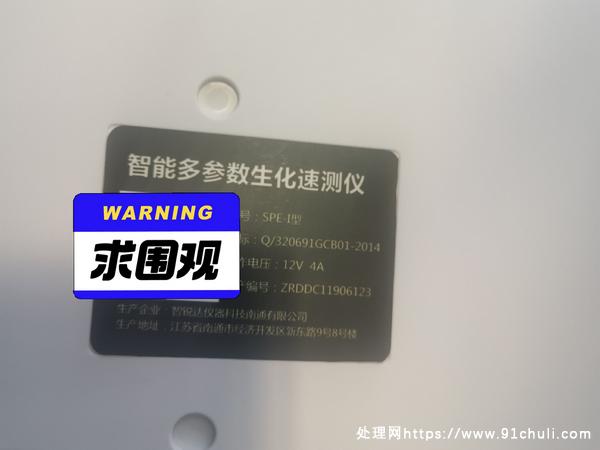 智能多参数生化速测仪
号：SPE-I型
标：Q/320691GCB01-2014
作电压：12V 4A
编号：ZRDDC11906123
生产企业：智锐达仪器科技南通有限公司
生产地址：江苏省南通市经济开发区新东路9号8号楼
WARNING
求围观
处理网https://www.91chuli.com/